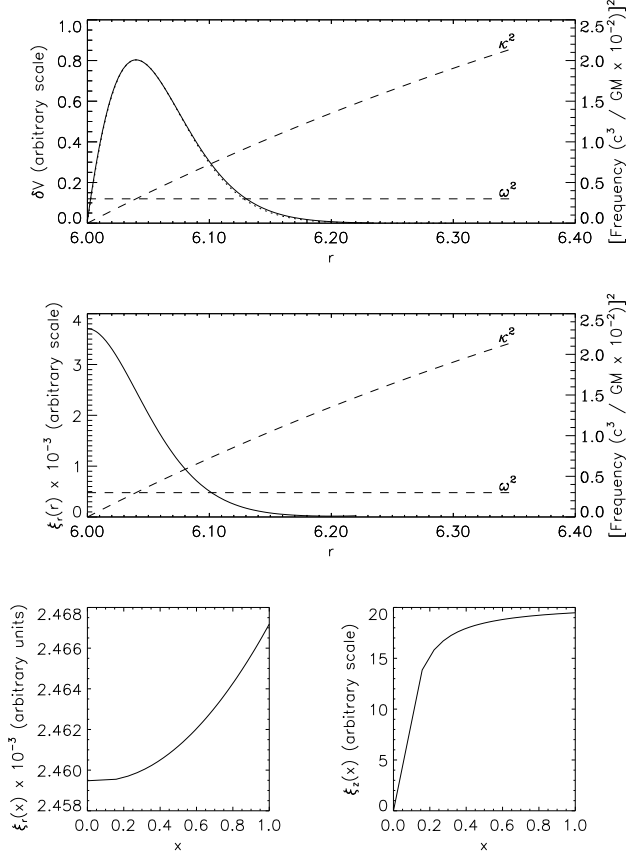 δV (arbitrary scale)
1.0
0.8
0.6
0.4
0.2
0.0
κ²
ω²
2.5
2.0
1.5
1.0
0.5
0.0
[Frequency (c³ / GM x 10⁻²)]²
6.00 6.10 6.20 6.30 6.40
r
ξᵣ(r) x 10⁻³ (arbitrary scale)
4
3
2
1
0
κ²
ω²
2.5
2.0
1.5
1.0
0.5
0.0
[Frequency (c³ / GM x 10⁻²)]²
6.00 6.10 6.20 6.30 6.40
r
ξᵣ(x) x 10⁻³ (arbitrary units)
2.468
2.466
2.464
2.462
2.460
2.458
0.0 0.2 0.4 0.6 0.8 1.0
x
ξ_z(x) (arbitrary scale)
20
15
10
5
0
0.0 0.2 0.4 0.6 0.8 1.0
x